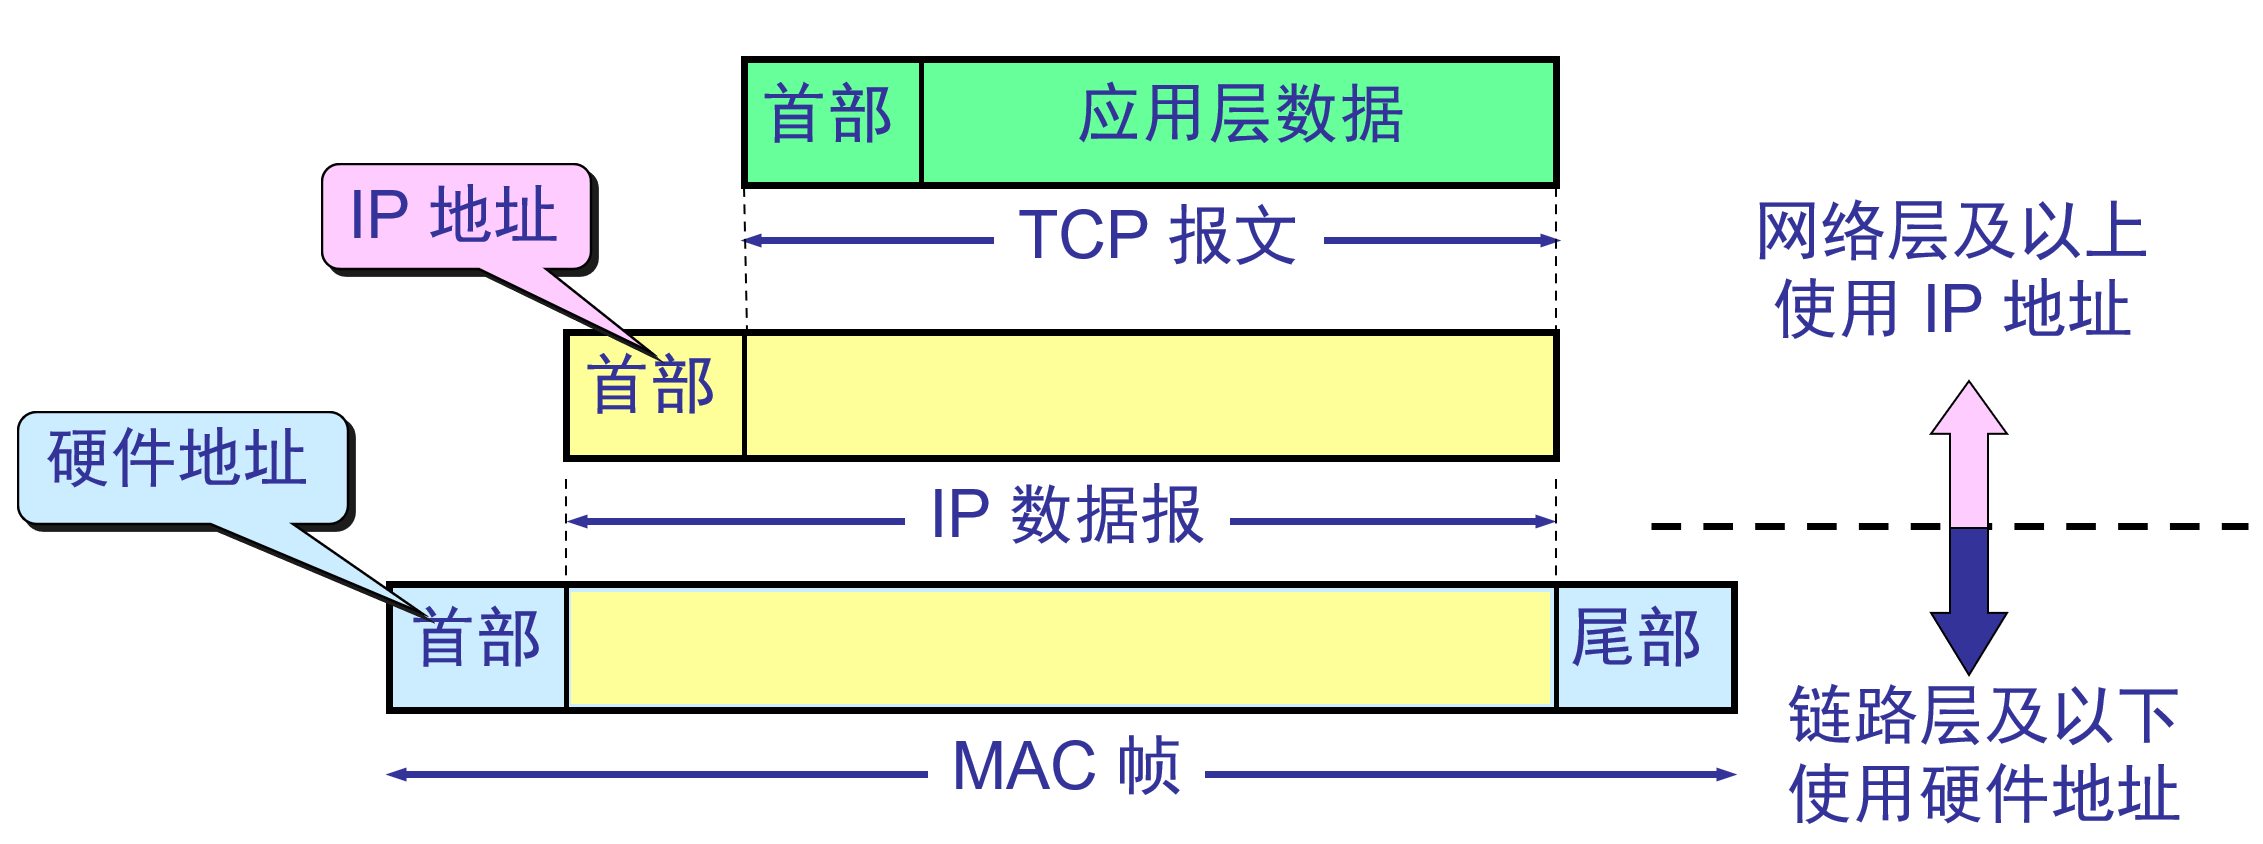 首部
应用层数据
IP 地址
TCP 报文
网络层及以上
使用 IP 地址
首部
硬件地址
IP 数据报
首部
尾部
链路层及以下
使用硬件地址
MAC 帧